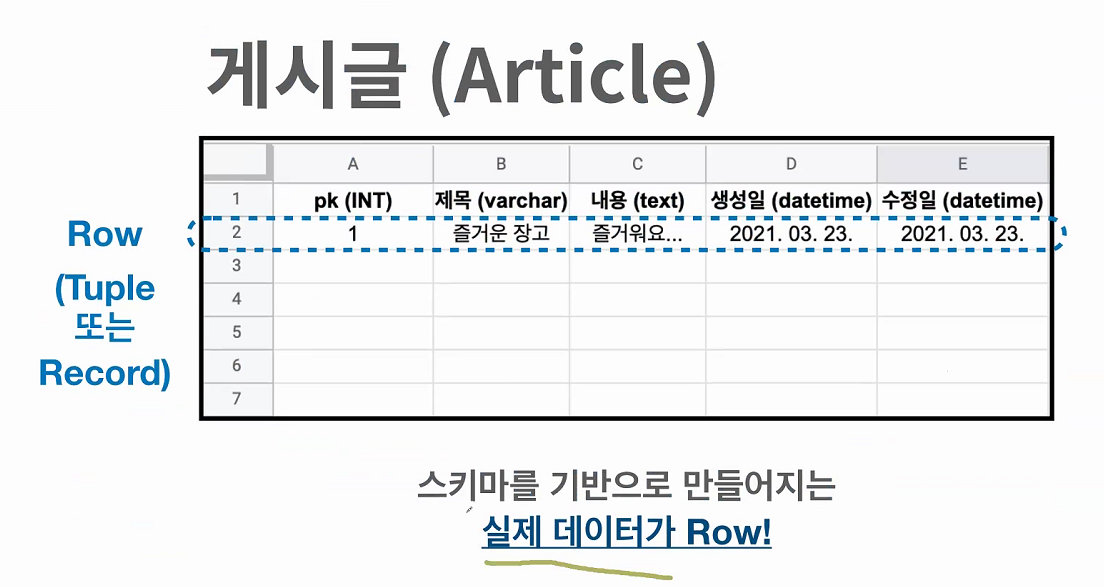 게시글 (Article)
A B C D E
1 pk (INT) 제목 (varchar) 내용 (text) 생성일 (datetime) 수정일 (datetime)
2 1 즐거운 장고 즐거워요... 2021. 03. 23. 2021. 03. 23.
3
4
5
6
7
Row
(Tuple
또는
Record)
스키마를 기반으로 만들어지는
실제 데이터가 Row!